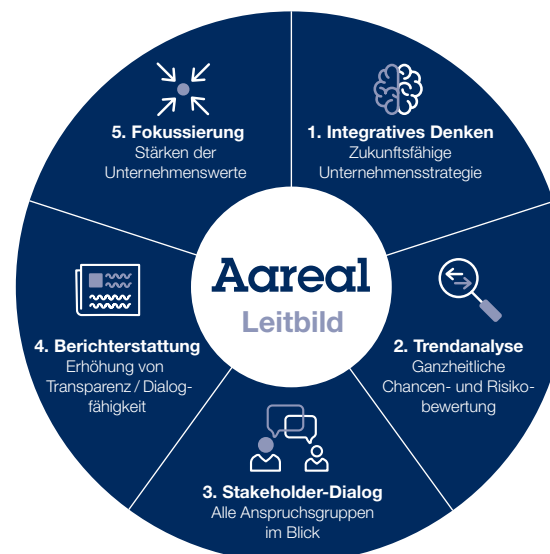 Aareal
Leitbild
1. Integratives Denken
Zukunftsfähige
Unternehmensstrategie
2. Trendanalyse
Ganzheitliche
Chancen- und Risiko-
bewertung
3. Stakeholder-Dialog
Alle Anspruchsgruppen
im Blick
4. Berichterstattung
Erhöhung von
Transparenz / Dialog-
fähigkeit
5. Fokussierung
Stärken der
Unternehmenswerte